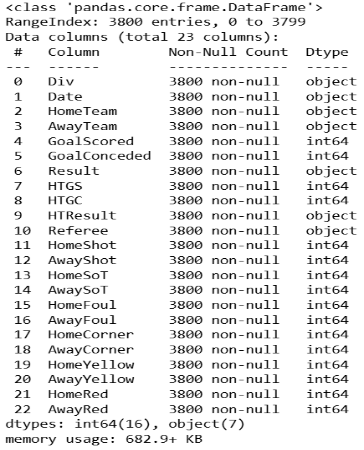 <class 'pandas.core.frame.DataFrame'>
RangeIndex: 3800 entries, 0 to 3799
Data columns (total 23 columns):
 #   Column        Non-Null Count  Dtype
---  ------        --------------  -----
 0   Div           3800 non-null   object
 1   Date          3800 non-null   object
 2   HomeTeam      3800 non-null   object
 3   AwayTeam      3800 non-null   object
 4   GoalScored    3800 non-null   int64
 5   GoalConceded  3800 non-null   int64
 6   Result        3800 non-null   object
 7   HTGS          3800 non-null   int64
 8   HTGC          3800 non-null   int64
 9   HTResult      3800 non-null   object
 10  Referee       3800 non-null   object
 11  HomeShot      3800 non-null   int64
 12  AwayShot      3800 non-null   int64
 13  HomeSoT       3800 non-null   int64
 14  AwaySoT       3800 non-null   int64
 15  HomeFoul      3800 non-null   int64
 16  AwayFoul      3800 non-null   int64
 17  HomeCorner    3800 non-null   int64
 18  AwayCorner    3800 non-null   int64
 19  HomeYellow    3800 non-null   int64
 20  AwayYellow    3800 non-null   int64
 21  HomeRed       3800 non-null   int64
 22  AwayRed       3800 non-null   int64
dtypes: int64(16), object(7)
memory usage: 682.9+ KB